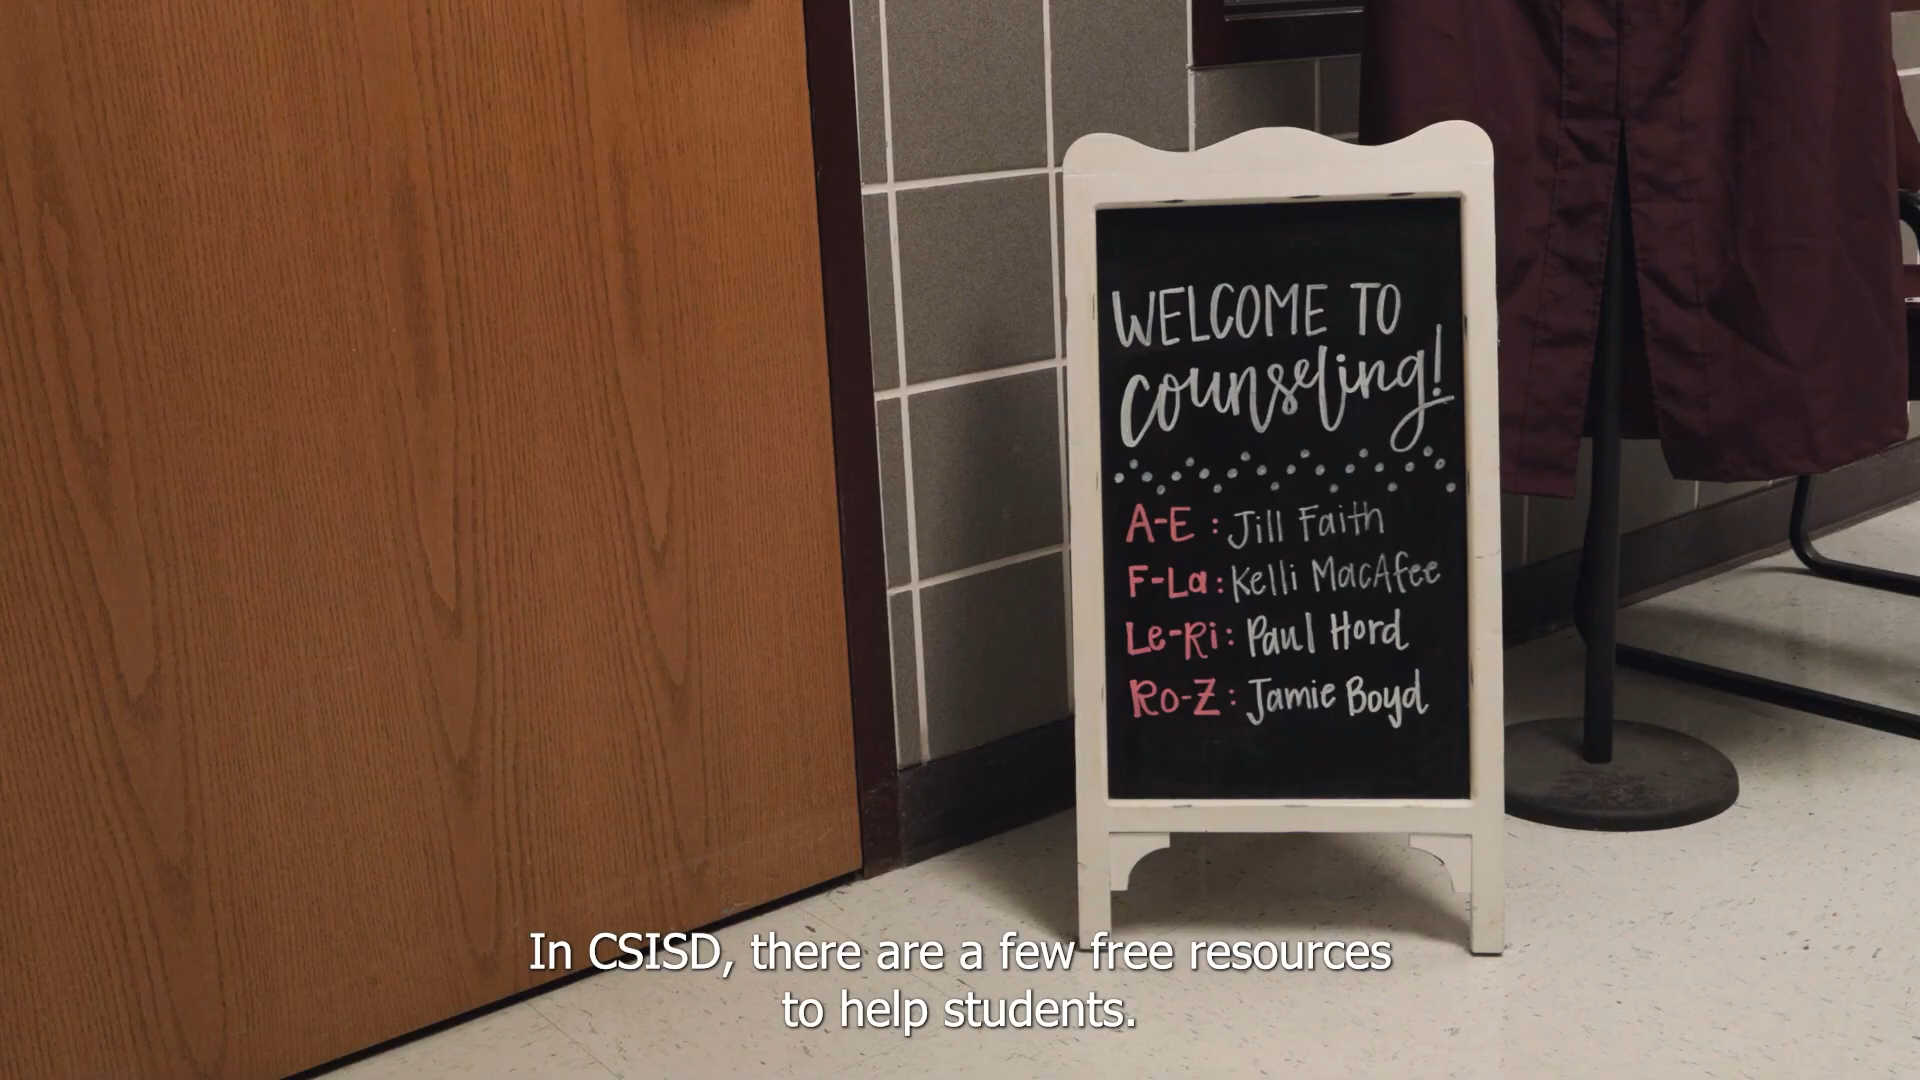 WELCOME TO
counseling!
A-E: Jill Faith
F-La: Kelli MacAfee
Le-Ri: Paul Hord
Ro-Z: Jamie Boyd
In CSISD, there are a few free resources
to help students.